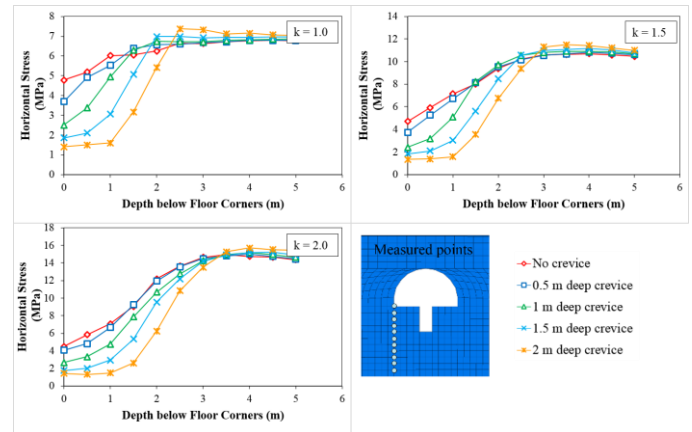 k = 1.0
Horizontal Stress
(MPa)
8
7
6
5
4
3
2
1
0
0 1 2 3 4 5 6
Depth below Floor Corners (m)
k = 1.5
Horizontal Stress
(MPa)
14
12
10
8
6
4
2
0
0 1 2 3 4 5 6
Depth below Floor Corners (m)
k = 2.0
Horizontal Stress
(MPa)
18
16
14
12
10
8
6
4
2
0
0 1 2 3 4 5 6
Depth below Floor Corners (m)
Measured points
No crevice
0.5 m deep crevice
1 m deep crevice
1.5 m deep crevice
2 m deep crevice